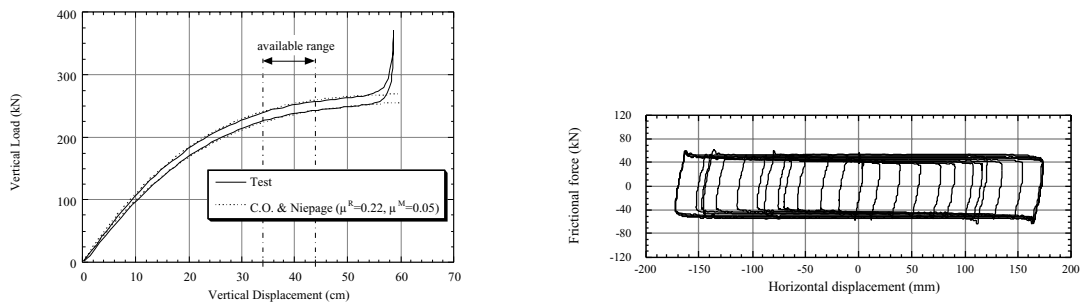 400
300
200
100
0
Vertical Load (kN)
available range
Test
C.O. & Niepage (μᴿ=0.22, μᴹ=0.05)
0 10 20 30 40 50 60 70
Vertical Displacement (cm)
120
80
40
0
-40
-80
-120
Frictional force (kN)
-200 -150 -100 -50 0 50 100 150 200
Horizontal displacement (mm)